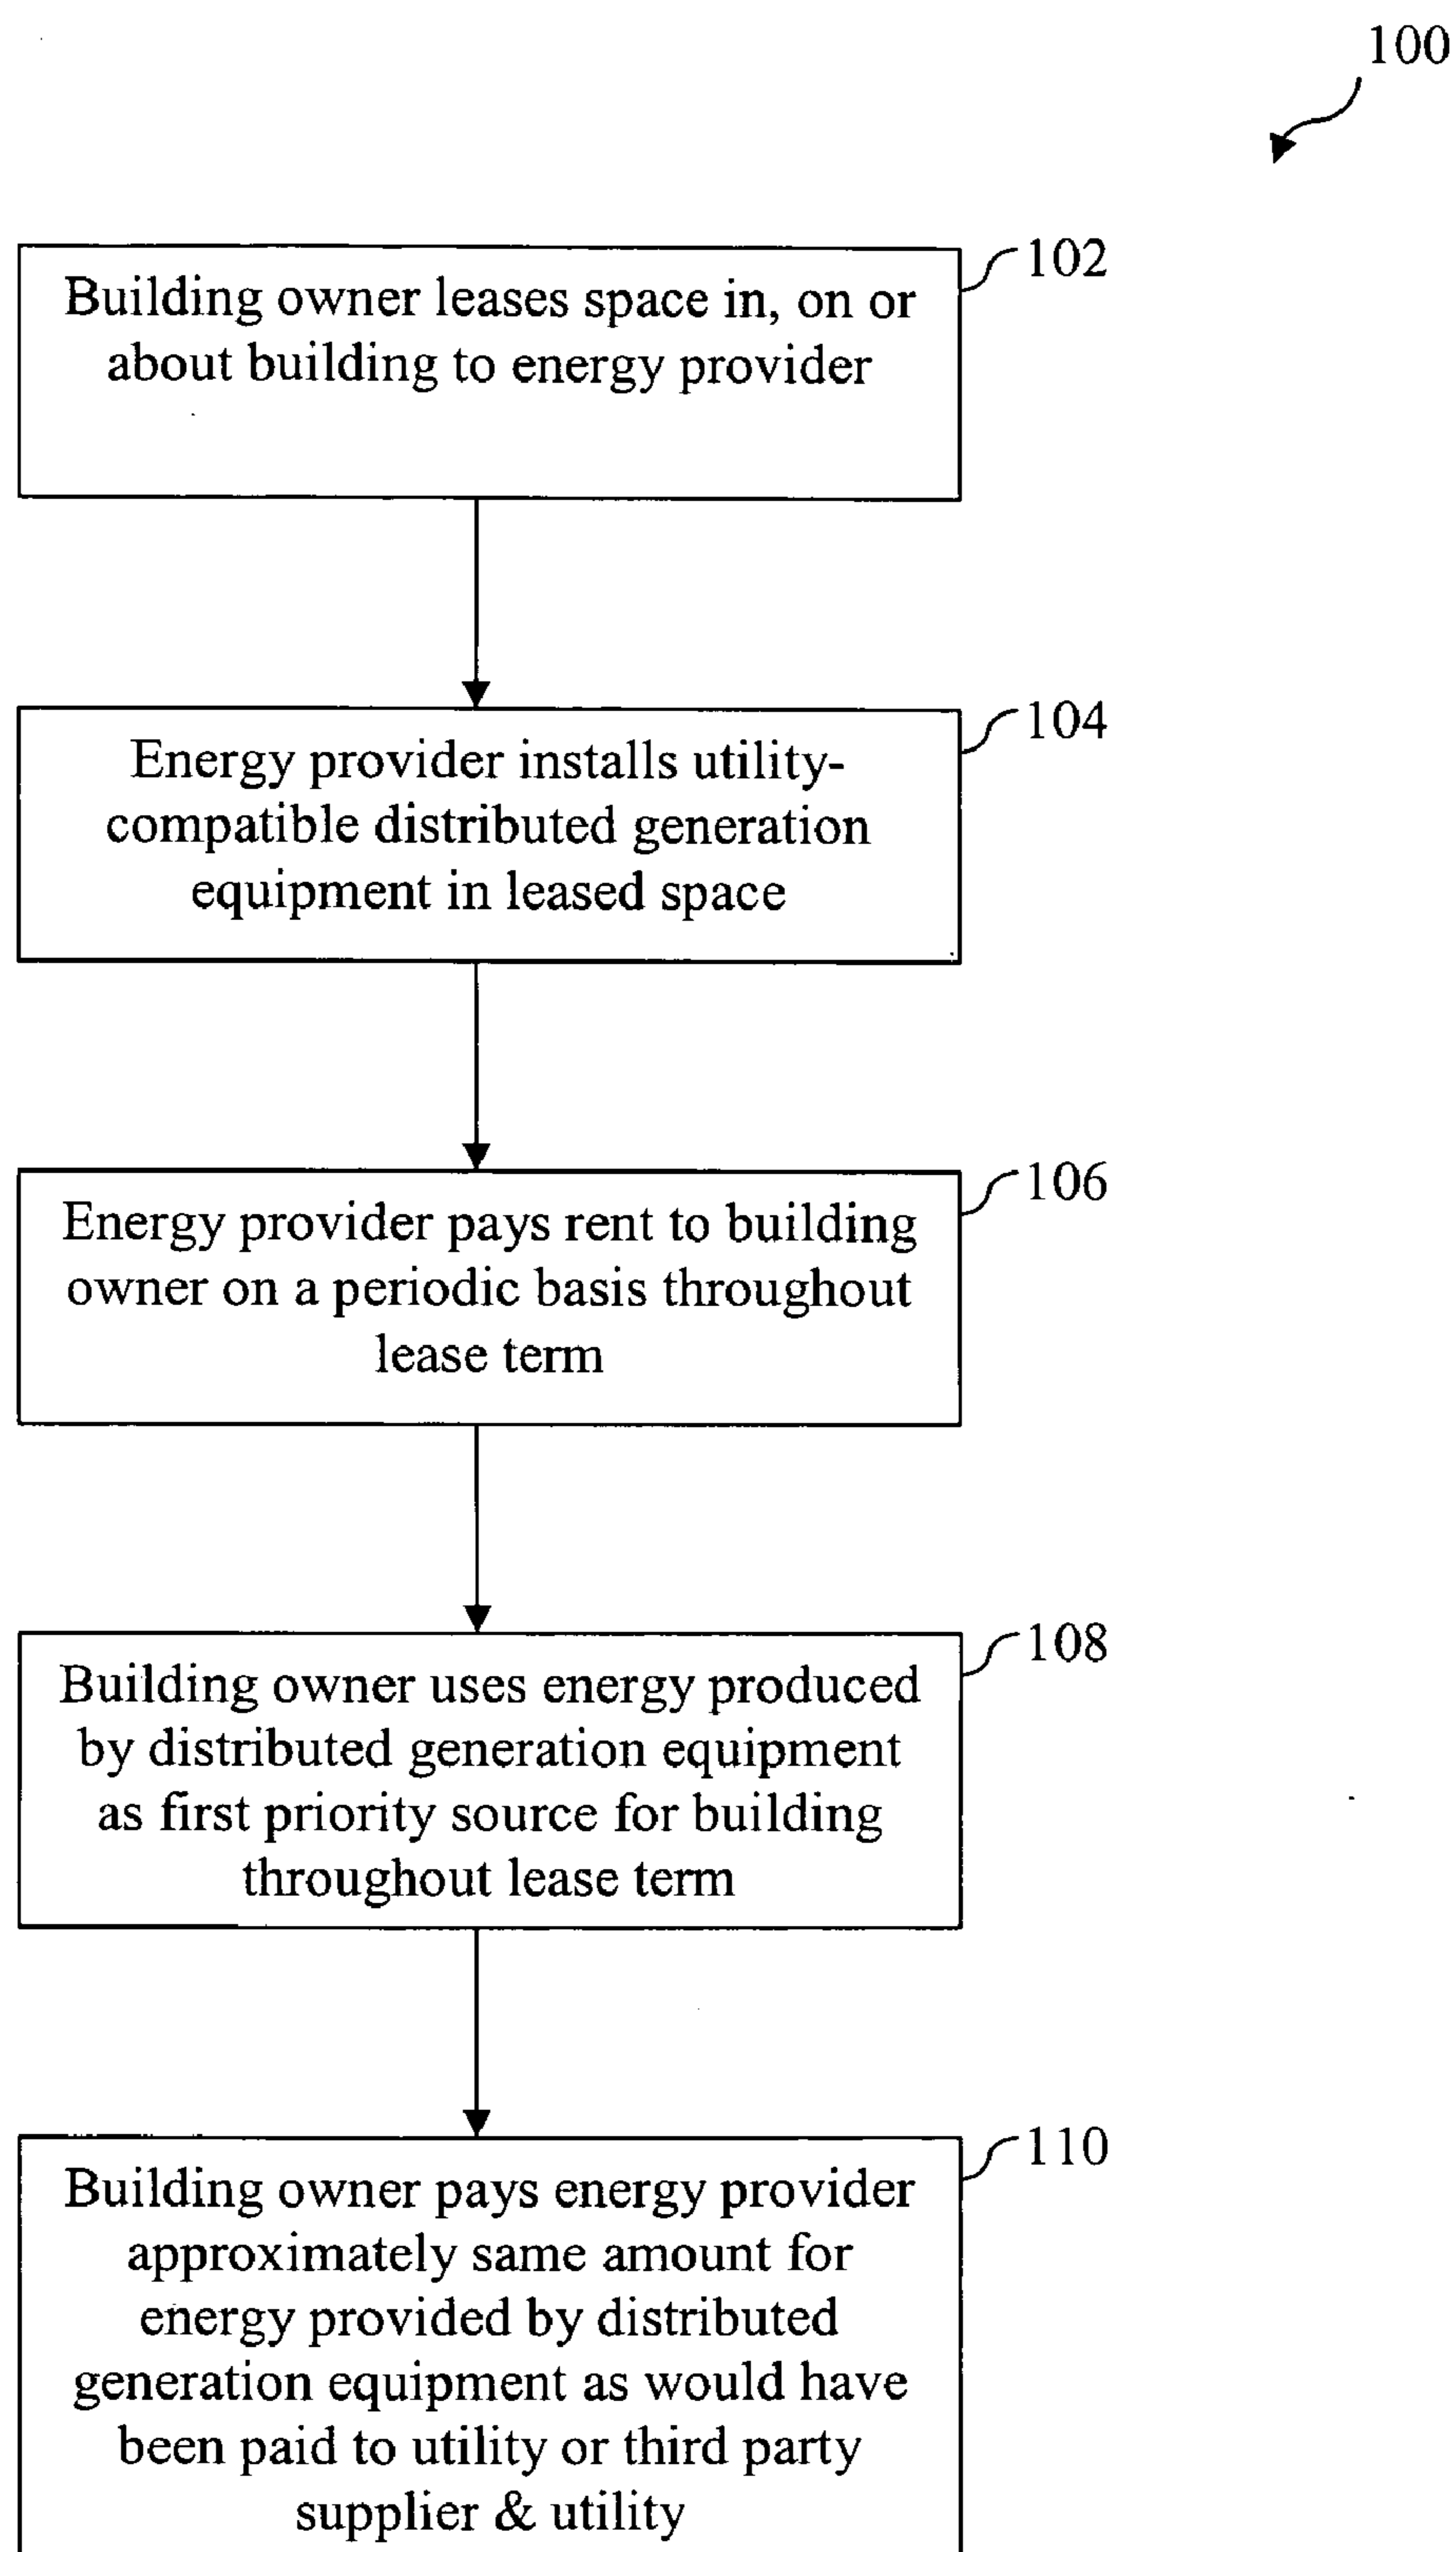 100
102
Building owner leases space in, on or
about building to energy provider
104
Energy provider installs utility-
compatible distributed generation
equipment in leased space
106
Energy provider pays rent to building
owner on a periodic basis throughout
lease term
108
Building owner uses energy produced
by distributed generation equipment
as first priority source for building
throughout lease term
110
Building owner pays energy provider
approximately same amount for
energy provided by distributed
generation equipment as would have
been paid to utility or third party
supplier & utility